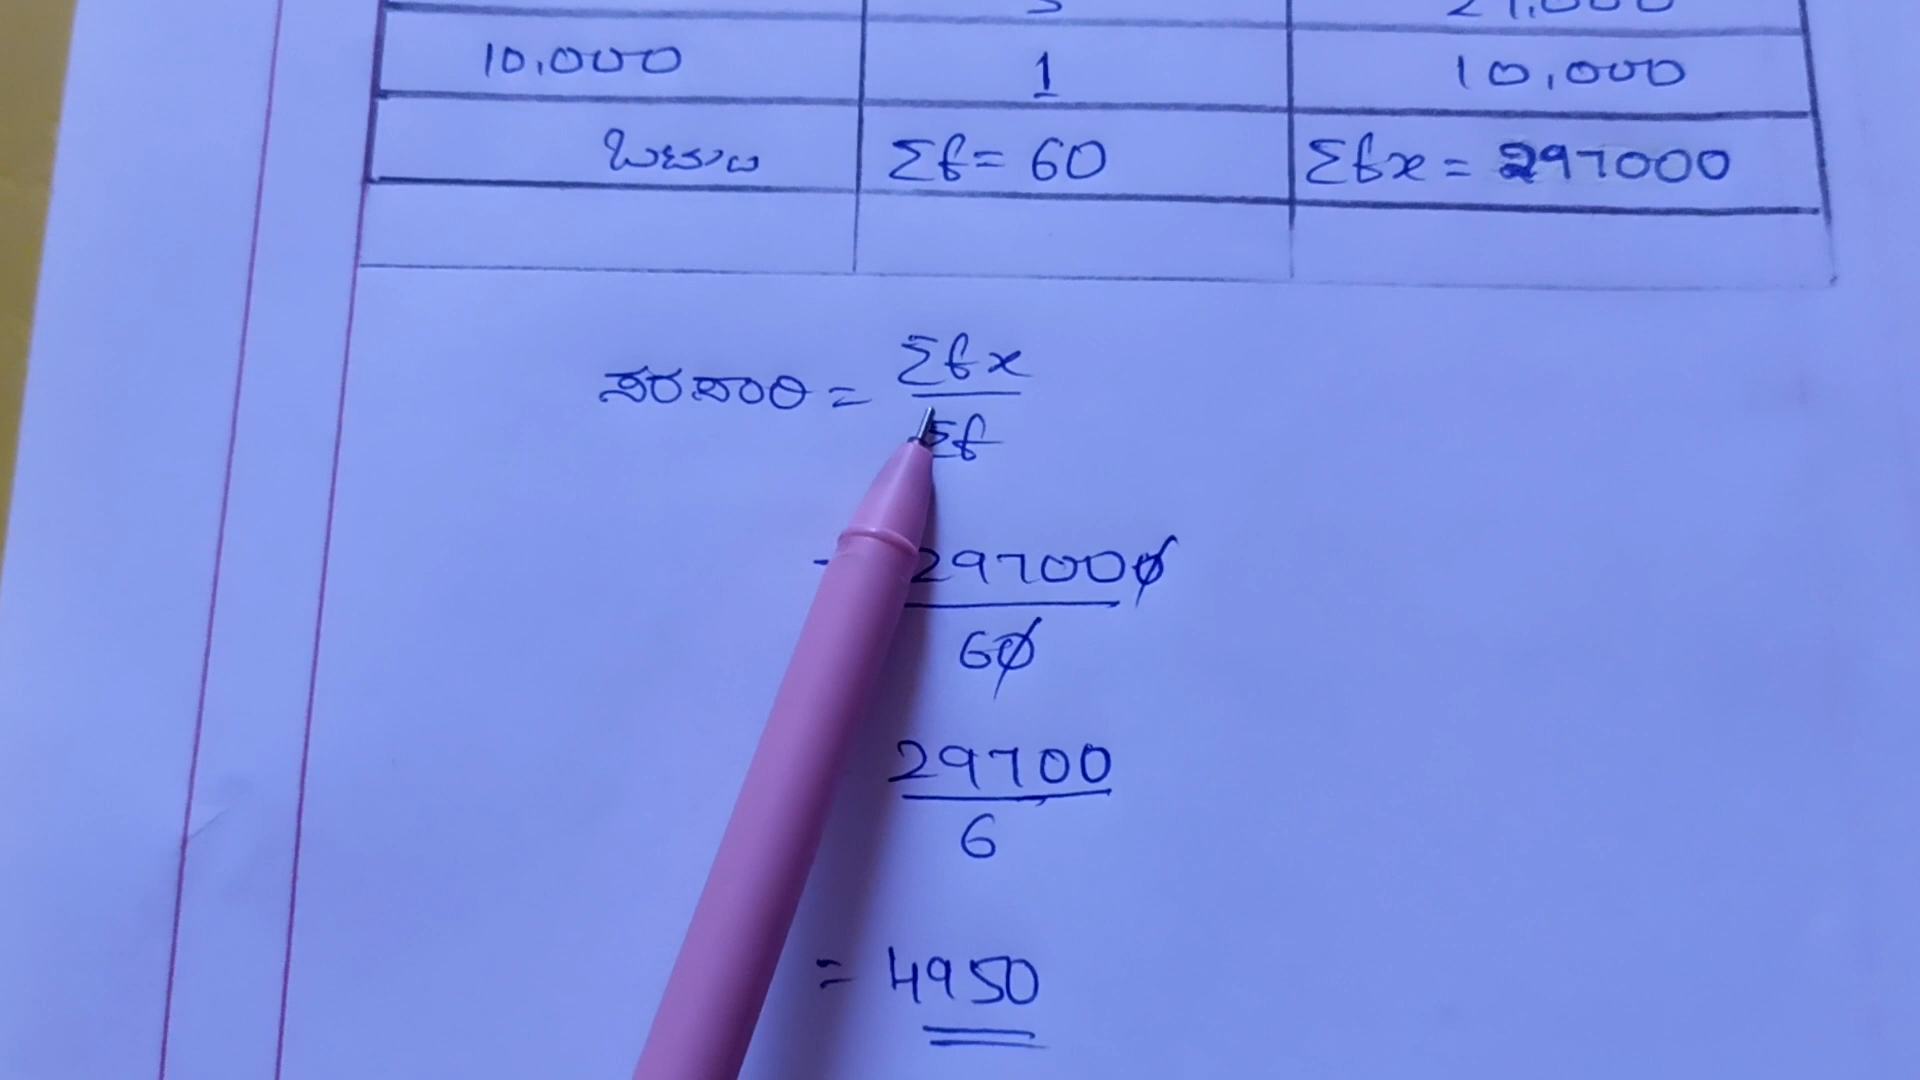 10,000 1 10,000
ಒಟ್ಟು Σf = 60 Σfx = 297000
ಸರಾಸರಿ = Σfx
Σf
297000
60
29700
6
= 4950